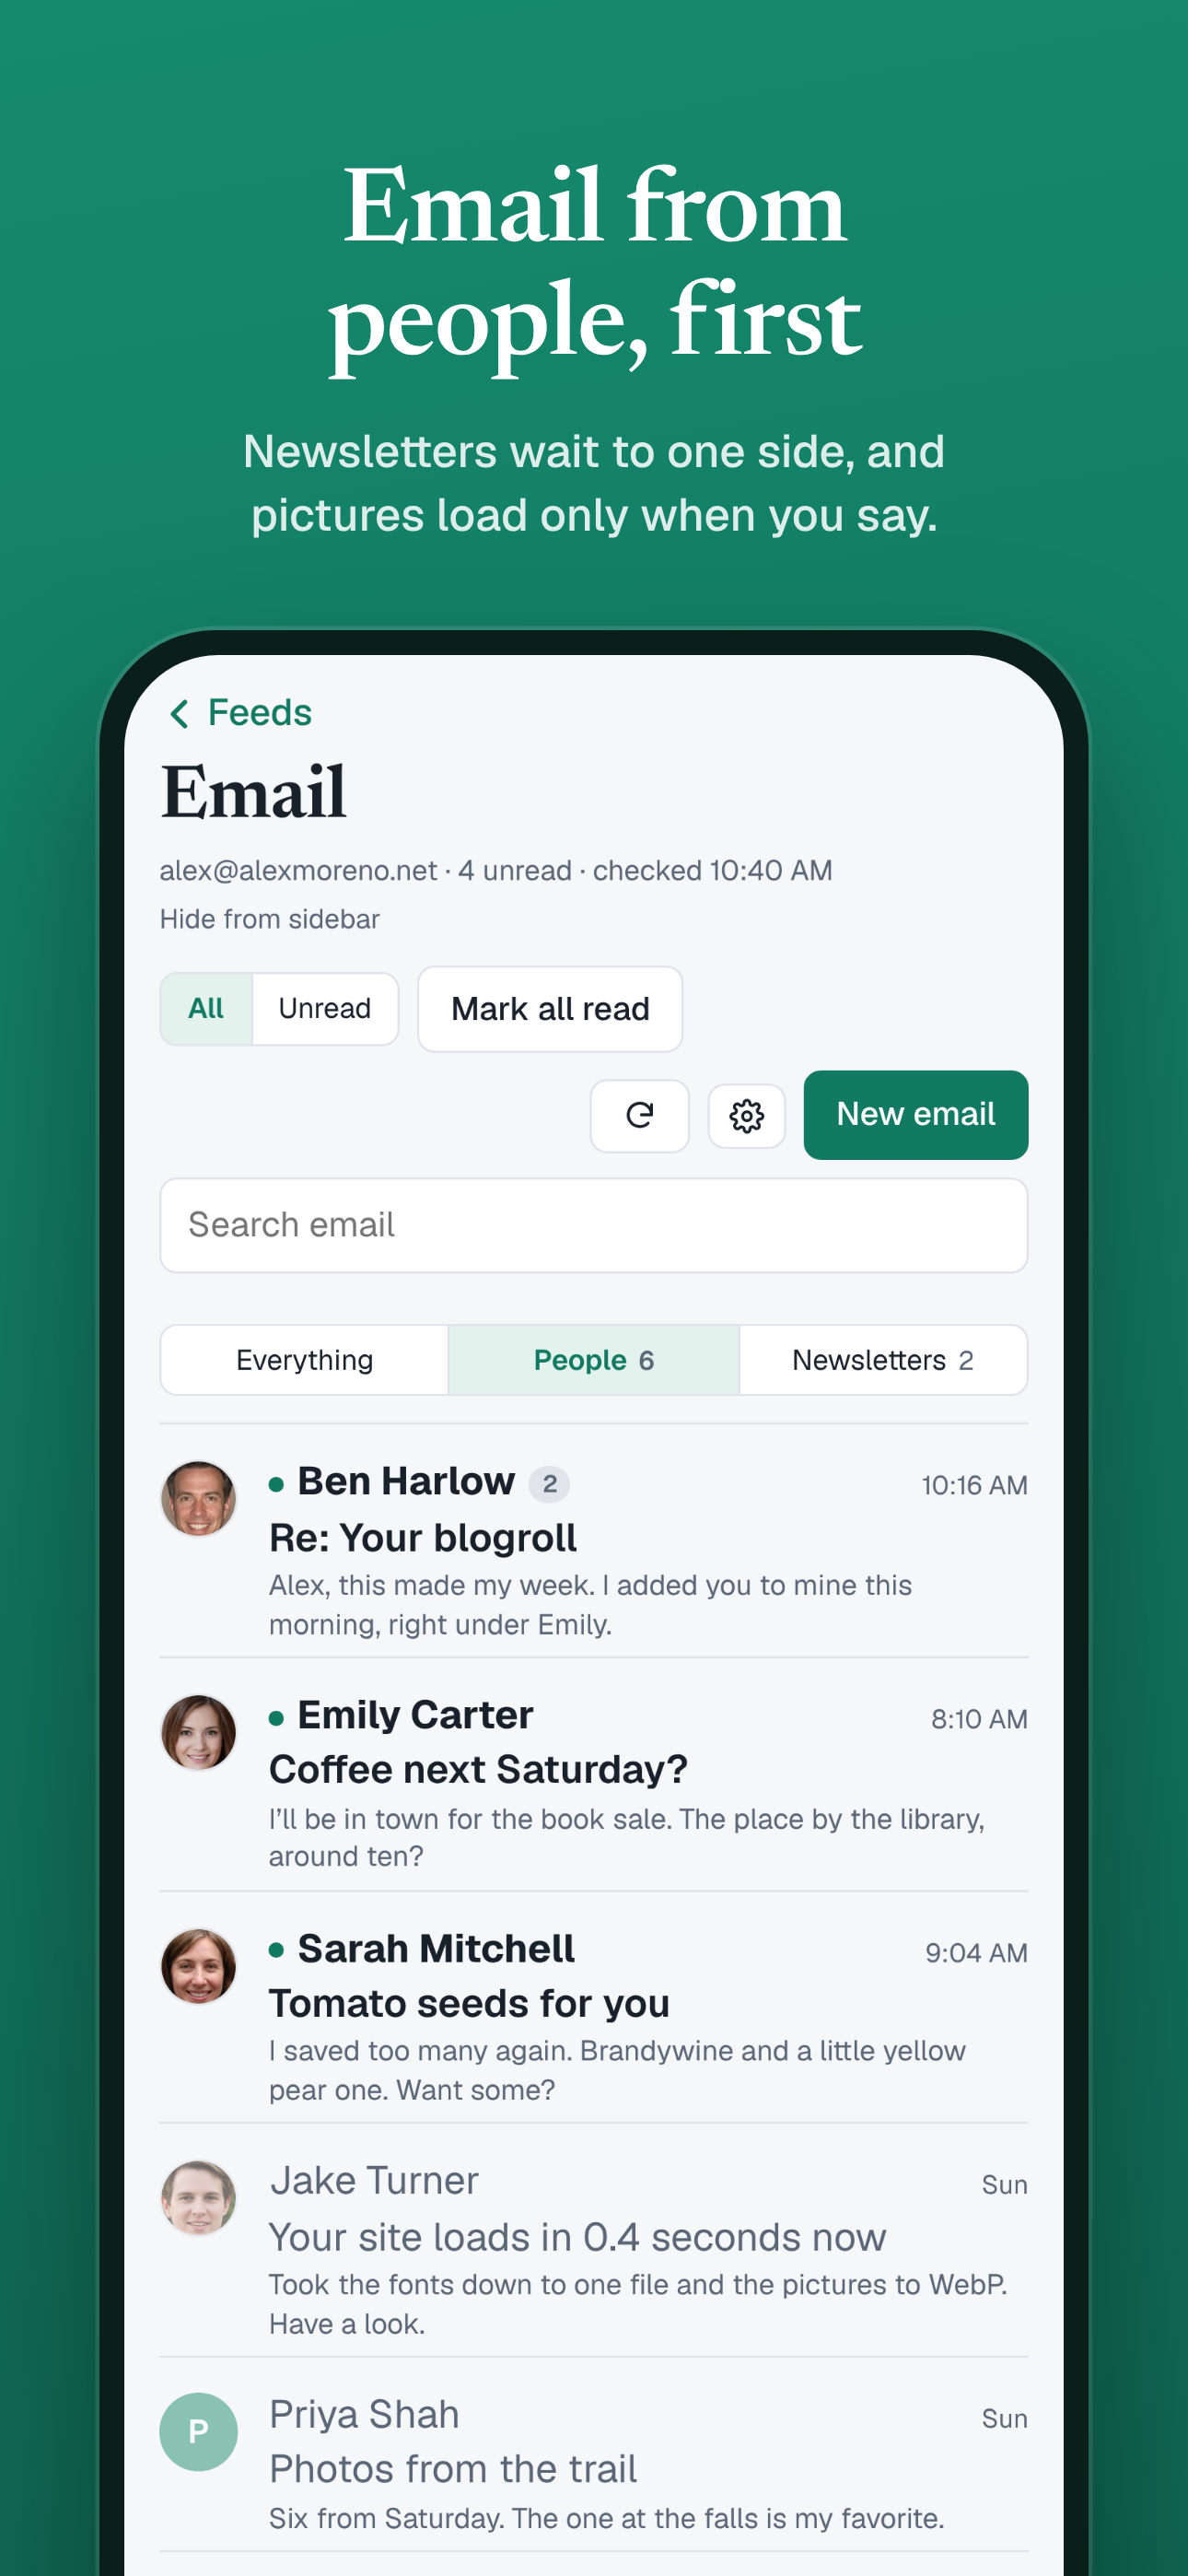 Email from
people, first
Newsletters wait to one side, and
pictures load only when you say.
Feeds
Email
alex@alexmoreno.net · 4 unread · checked 10:40 AM
Hide from sidebar
All Unread Mark all read
New email
Search email
Everything People 6 Newsletters 2
Ben Harlow 2 10:16 AM
Re: Your blogroll
Alex, this made my week. I added you to mine this
morning, right under Emily.
Emily Carter 8:10 AM
Coffee next Saturday?
I’ll be in town for the book sale. The place by the library,
around ten?
Sarah Mitchell 9:04 AM
Tomato seeds for you
I saved too many again. Brandywine and a little yellow
pear one. Want some?
Jake Turner Sun
Your site loads in 0.4 seconds now
Took the fonts down to one file and the pictures to WebP.
Have a look.
P Priya Shah Sun
Photos from the trail
Six from Saturday. The one at the falls is my favorite.